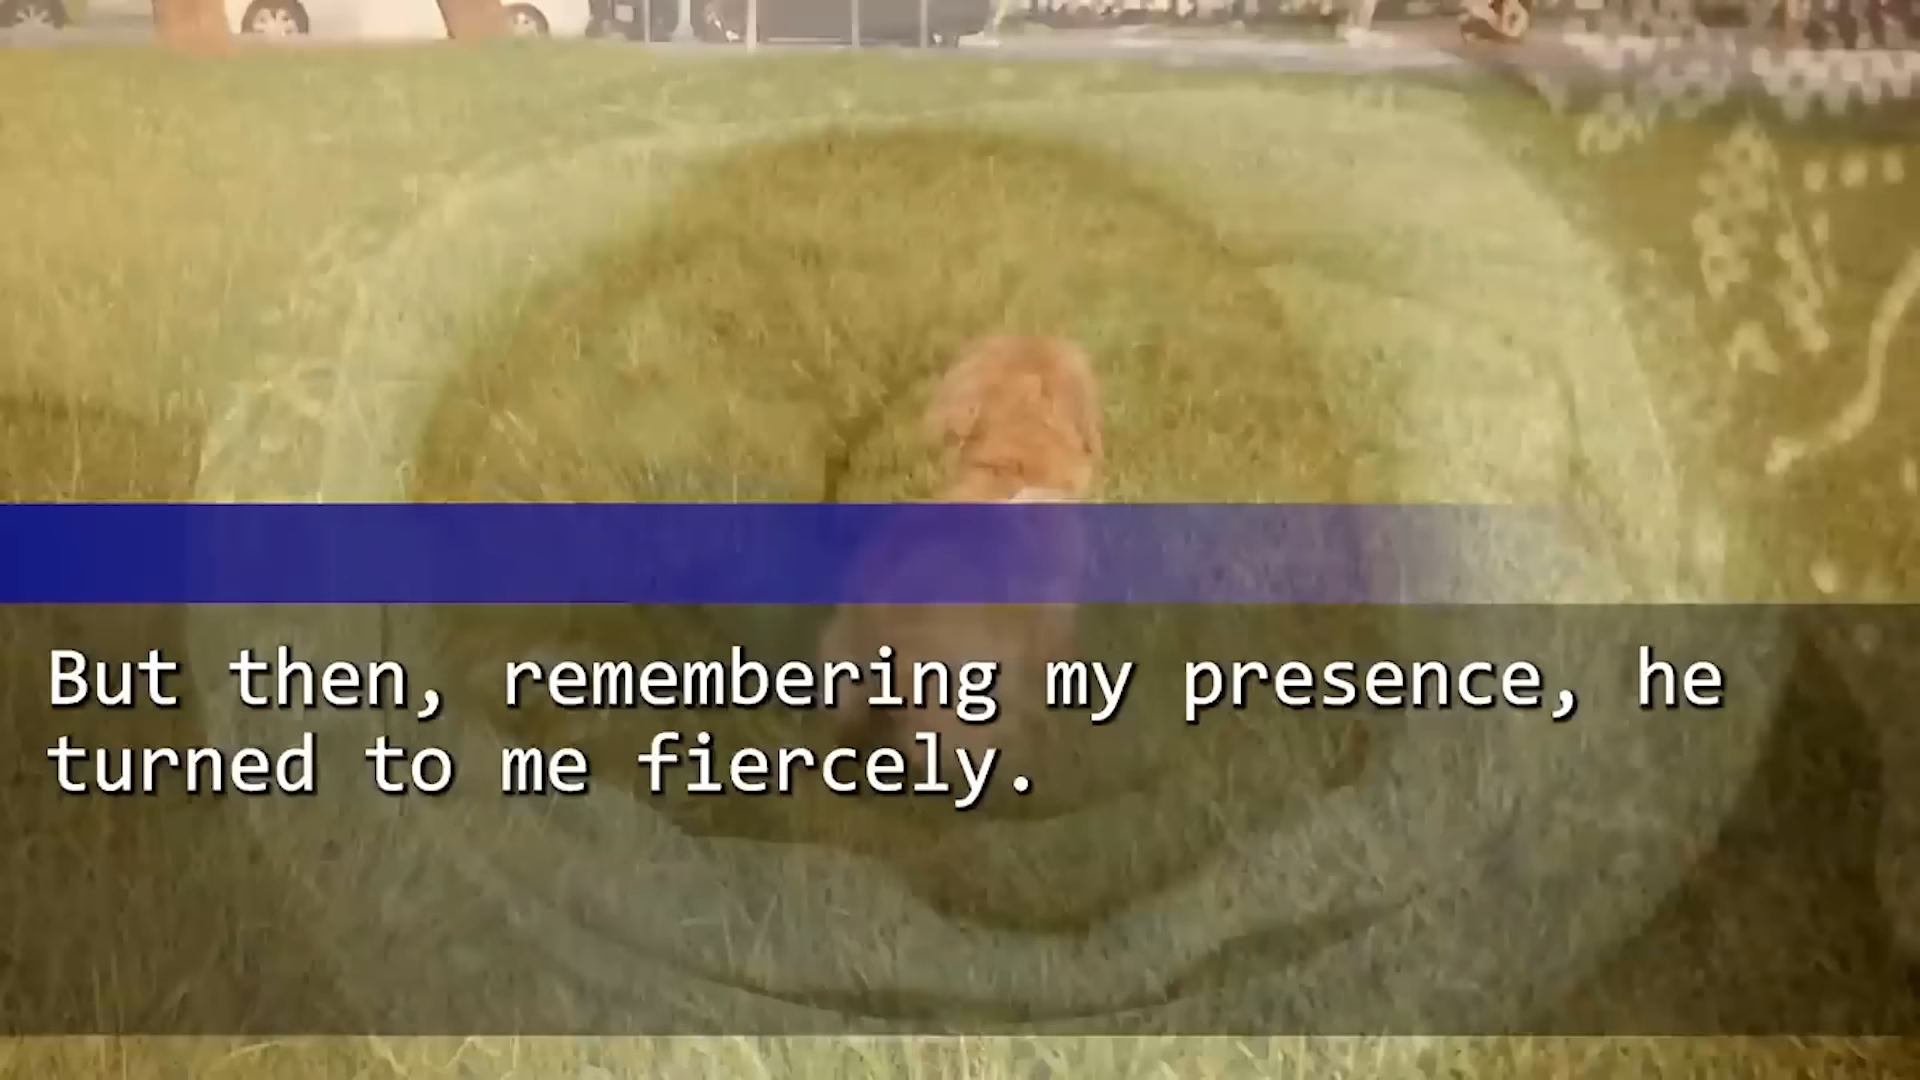 But then, remembering my presence, he
turned to me fiercely.